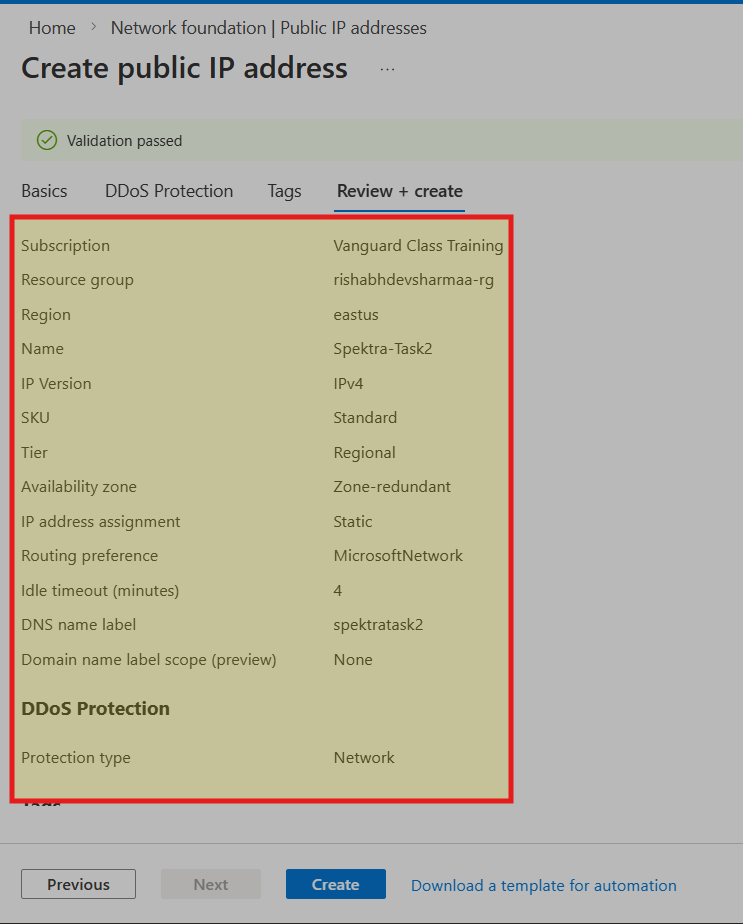 Home > Network foundation | Public IP addresses
Create public IP address ...
Validation passed
Basics DDoS Protection Tags Review + create
Subscription Vanguard Class Training
Resource group rishabhdevsharmaa-rg
Region eastus
Name Spektra-Task2
IP Version IPv4
SKU Standard
Tier Regional
Availability zone Zone-redundant
IP address assignment Static
Routing preference MicrosoftNetwork
Idle timeout (minutes) 4
DNS name label spektratask2
Domain name label scope (preview) None
DDoS Protection
Protection type Network
Tags
Previous Next Create Download a template for automation